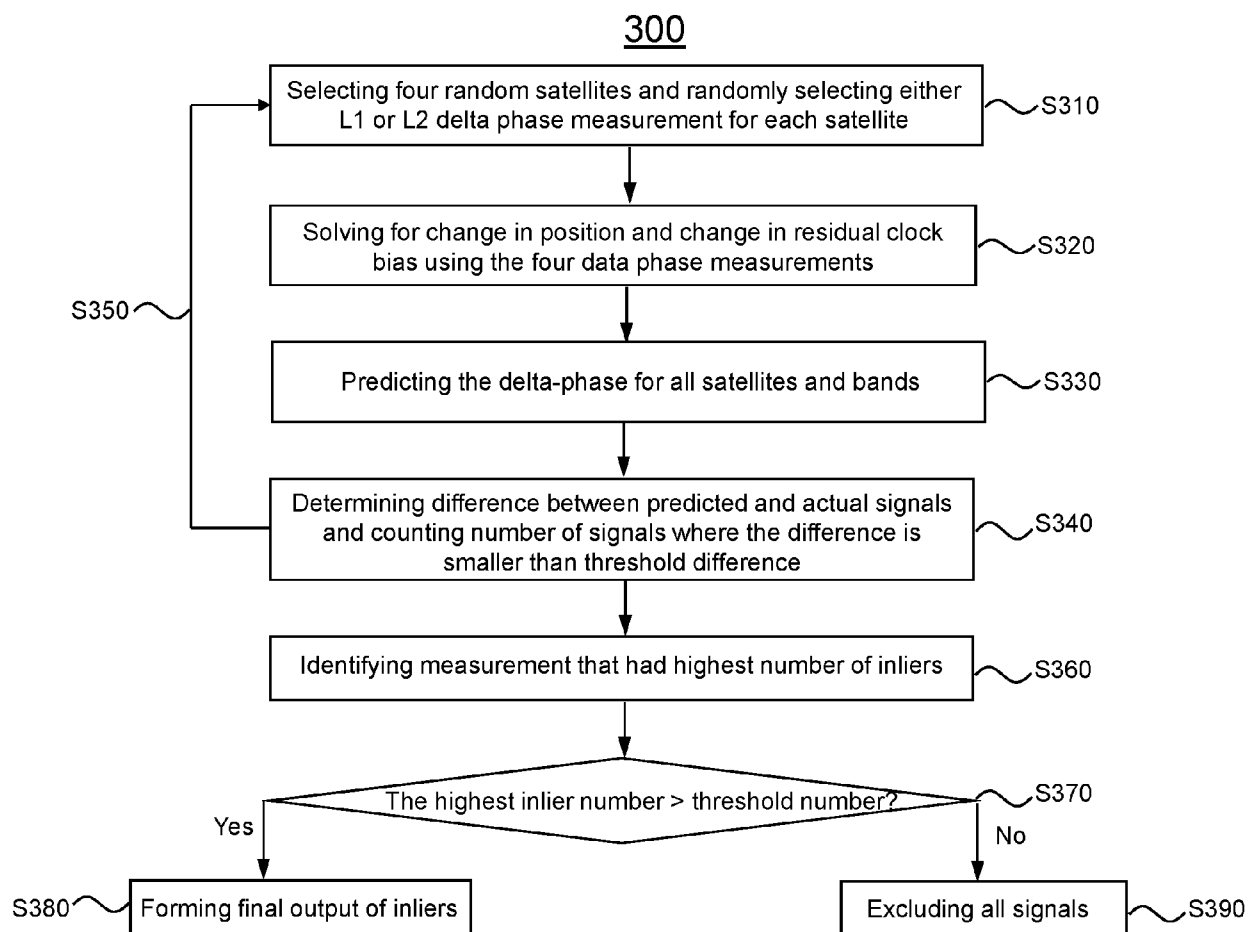 300
Selecting four random satellites and randomly selecting either
L1 or L2 delta phase measurement for each satellite
S310
Solving for change in position and change in residual clock
bias using the four data phase measurements
S320
S350
Predicting the delta-phase for all satellites and bands
S330
Determining difference between predicted and actual signals
and counting number of signals where the difference is
smaller than threshold difference
S340
Identifying measurement that had highest number of inliers
S360
The highest inlier number > threshold number?
S370
Yes
No
S380
Forming final output of inliers
Excluding all signals
S390